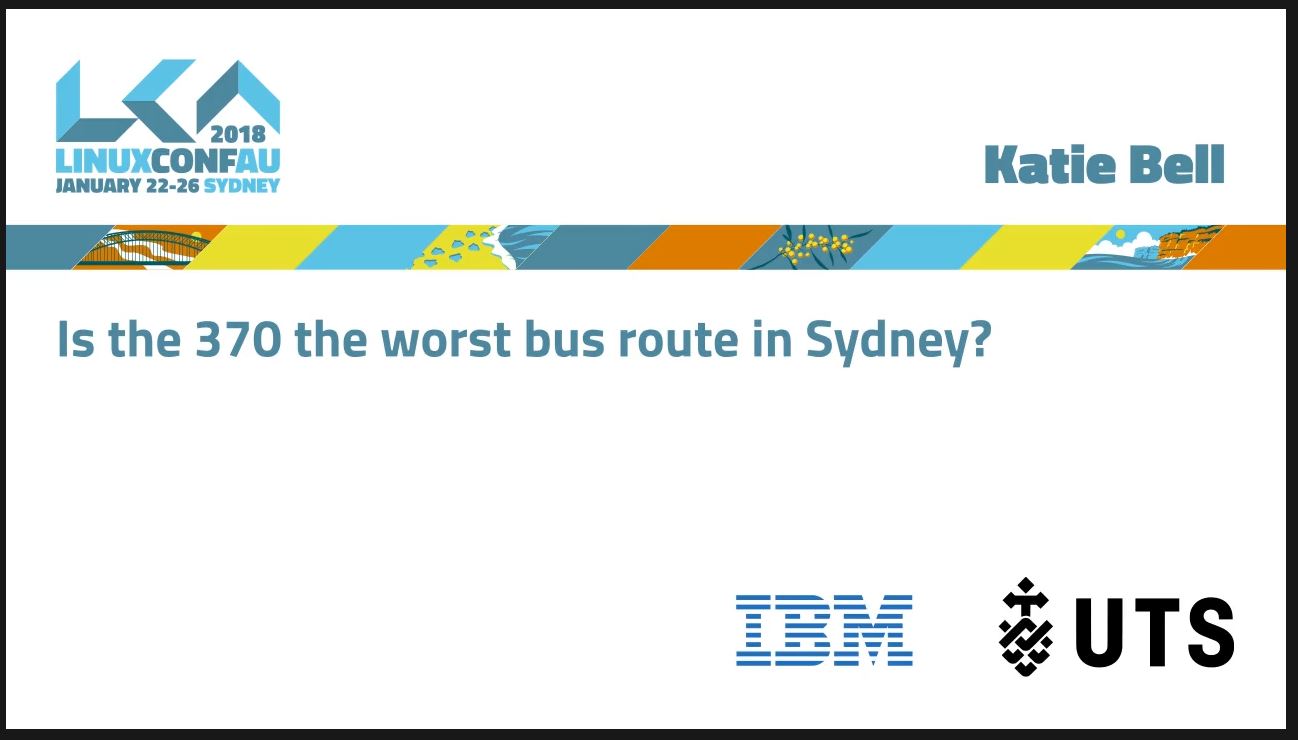 LCA
2018
LINUXCONFAU
JANUARY 22-26 SYDNEY
Katie Bell
Is the 370 the worst bus route in Sydney?
IBM
UTS